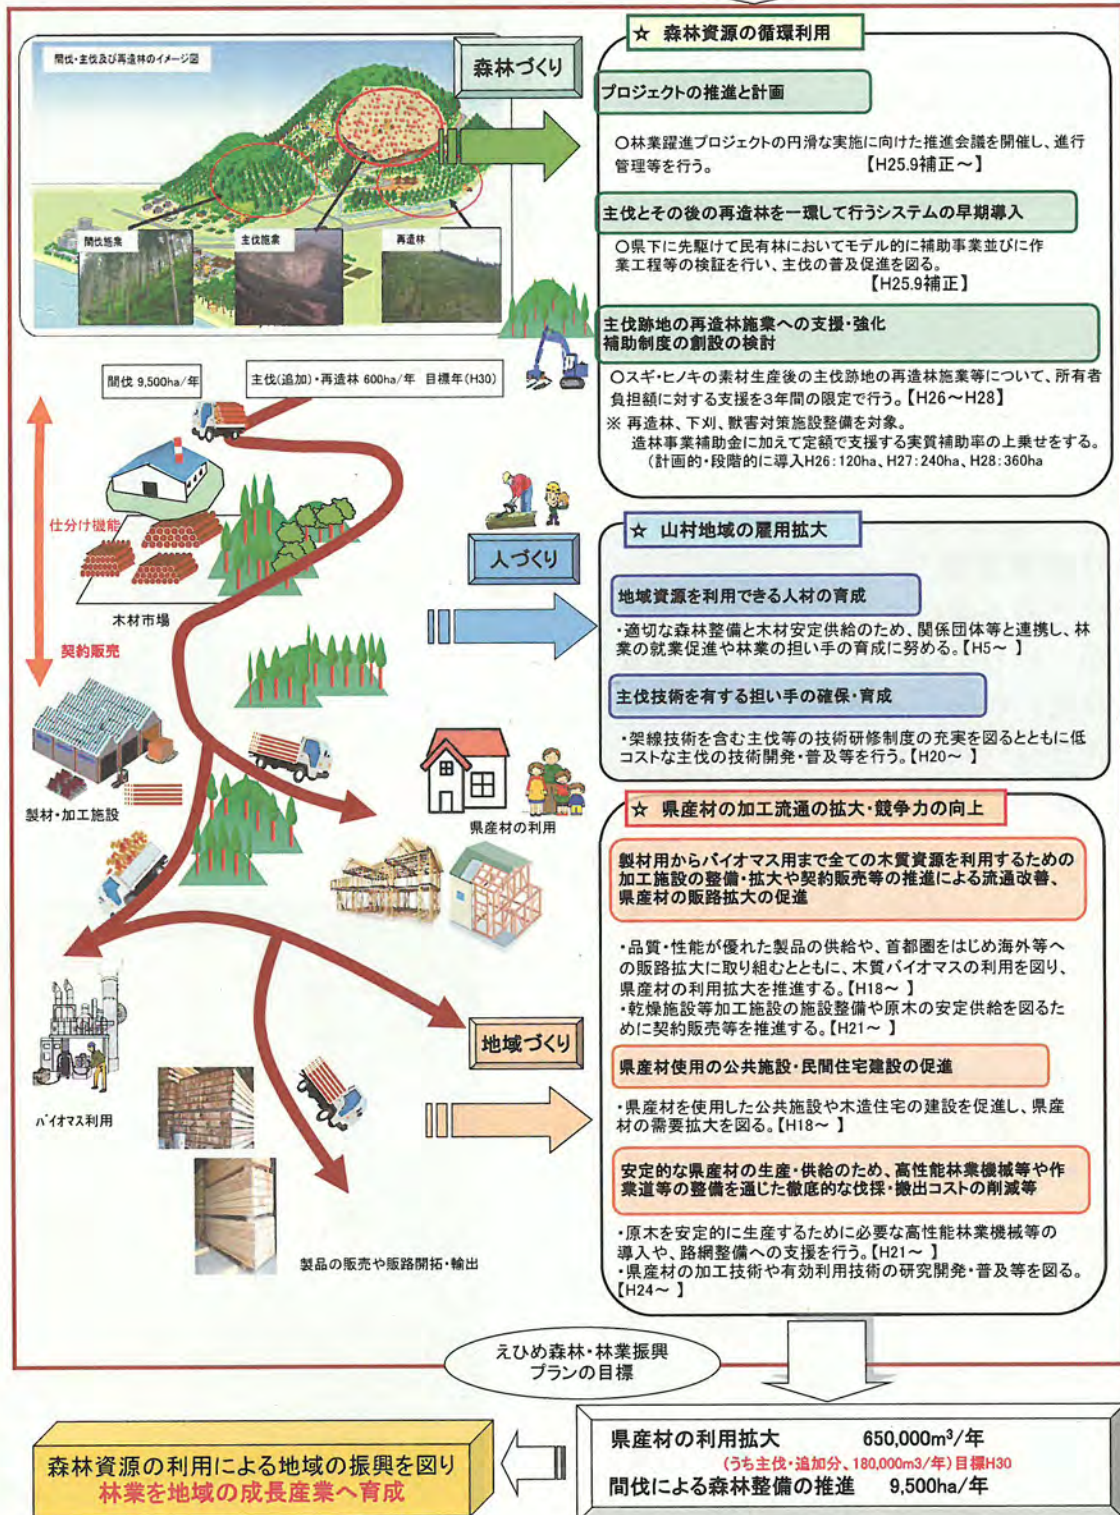 間伐・主伐及び再造林のイメージ図
間伐施業
主伐施業
再造林
森林づくり
☆ 森林資源の循環利用
プロジェクトの推進と計画
○林業躍進プロジェクトの円滑な実施に向けた推進会議を開催し、進行
管理等を行う。 【H25.9補正～】
主伐とその後の再造林を一環して行うシステムの早期導入
○県下に先駆けて民有林においてモデル的に補助事業並びに作
業工程等の検証を行い、主伐の普及促進を図る。
【H25.9補正】
主伐跡地の再造林施業への支援・強化
補助制度の創設の検討
○スギ・ヒノキの素材生産後の主伐跡地の再造林施業等について、所有者
負担額に対する支援を3年間の限定で行う。【H26～H28】
※ 再造林、下刈、獣害対策施設整備を対象。
造林事業補助金に加えて定額で支援する実質補助率の上乗せをする。
(計画的・段階的に導入H26：120ha、H27：240ha、H28：360ha
間伐 9,500ha/年
主伐(追加)・再造林 600ha/年 目標年(H30)
仕分け機能
木材市場
契約販売
製材・加工施設
県産材の利用
バイオマス利用
製品の販売や販路開拓・輸出
人づくり
☆ 山村地域の雇用拡大
地域資源を利用できる人材の育成
・適切な森林整備と木材安定供給のため、関係団体等と連携し、林
業の就業促進や林業の担い手の育成に努める。【H5～ 】
主伐技術を有する担い手の確保・育成
・架線技術を含む主伐等の技術研修制度の充実を図るとともに低
コストな主伐の技術開発・普及等を行う。【H20～ 】
地域づくり
☆ 県産材の加工流通の拡大・競争力の向上
製材用からバイオマス用まで全ての木質資源を利用するための
加工施設の整備・拡大や契約販売等の推進による流通改善、
県産材の販路拡大の促進
・品質・性能が優れた製品の供給や、首都圏をはじめ海外等へ
の販路拡大に取り組むとともに、木質バイオマスの利用を図り、
県産材の利用拡大を推進する。【H18～ 】
・乾燥施設等加工施設の施設整備や原木の安定供給を図るた
めに契約販売等を推進する。【H21～ 】
県産材使用の公共施設・民間住宅建設の促進
・県産材を使用した公共施設や木造住宅の建設を促進し、県産
材の需要拡大を図る。【H18～ 】
安定的な県産材の生産・供給のため、高性能林業機械等や作
業道等の整備を通じた徹底的な伐採・搬出コストの削減等
・原木を安定的に生産するために必要な高性能林業機械等の
導入や、路網整備への支援を行う。【H21～ 】
・県産材の加工技術や有効利用技術の研究開発・普及等を図る。
【H24～ 】
えひめ森林・林業振興
プランの目標
県産材の利用拡大 650,000m³/年
(うち主伐・追加分、180,000m3/年)目標H30
間伐による森林整備の推進 9,500ha/年
森林資源の利用による地域の振興を図り
林業を地域の成長産業へ育成